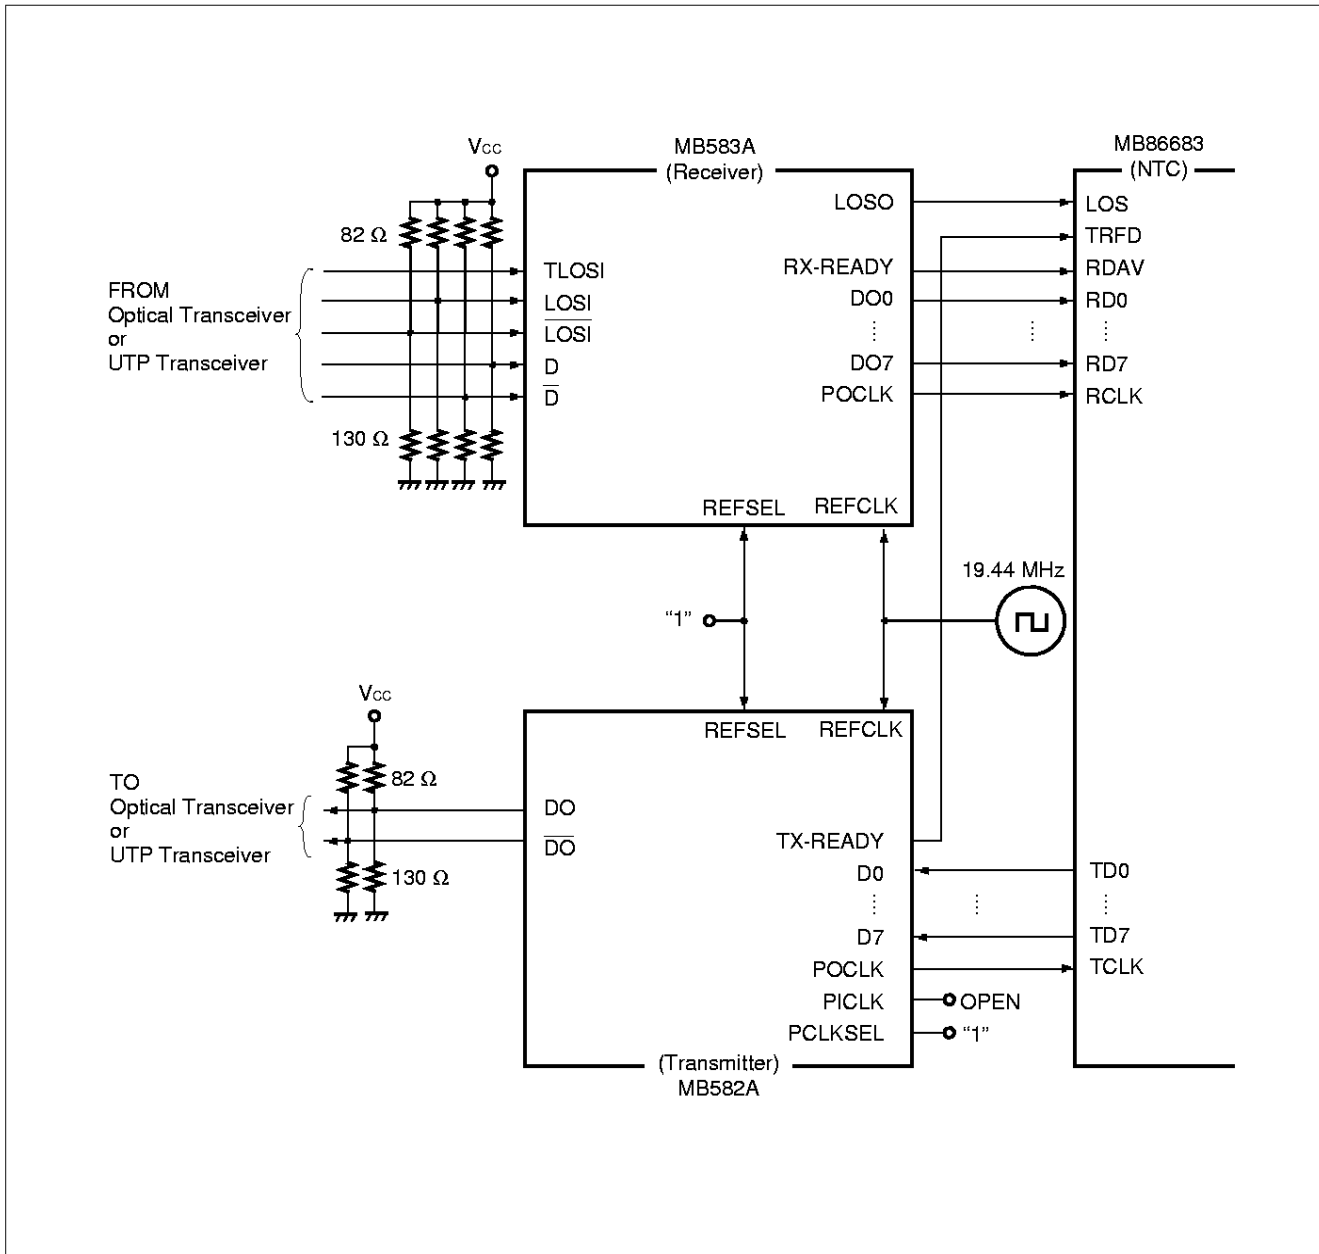 MB583A
(Receiver)
MB86683
(NTC)
Vcc
82 Ω
130 Ω
FROM
Optical Transceiver
or
UTP Transceiver
TLOSI
LOSI
L̅O̅S̅I̅
D
D̅
LOSO
RX-READY
DO0
DO7
POCLK
REFSEL
REFCLK
LOS
TRFD
RDAV
RD0
RD7
RCLK
19.44 MHz
“1”
Vcc
82 Ω
130 Ω
TO
Optical Transceiver
or
UTP Transceiver
REFSEL
REFCLK
DO
D̅O̅
TX-READY
D0
D7
POCLK
PICLK
PCLKSEL
OPEN
“1”
TD0
TD7
TCLK
(Transmitter)
MB582A